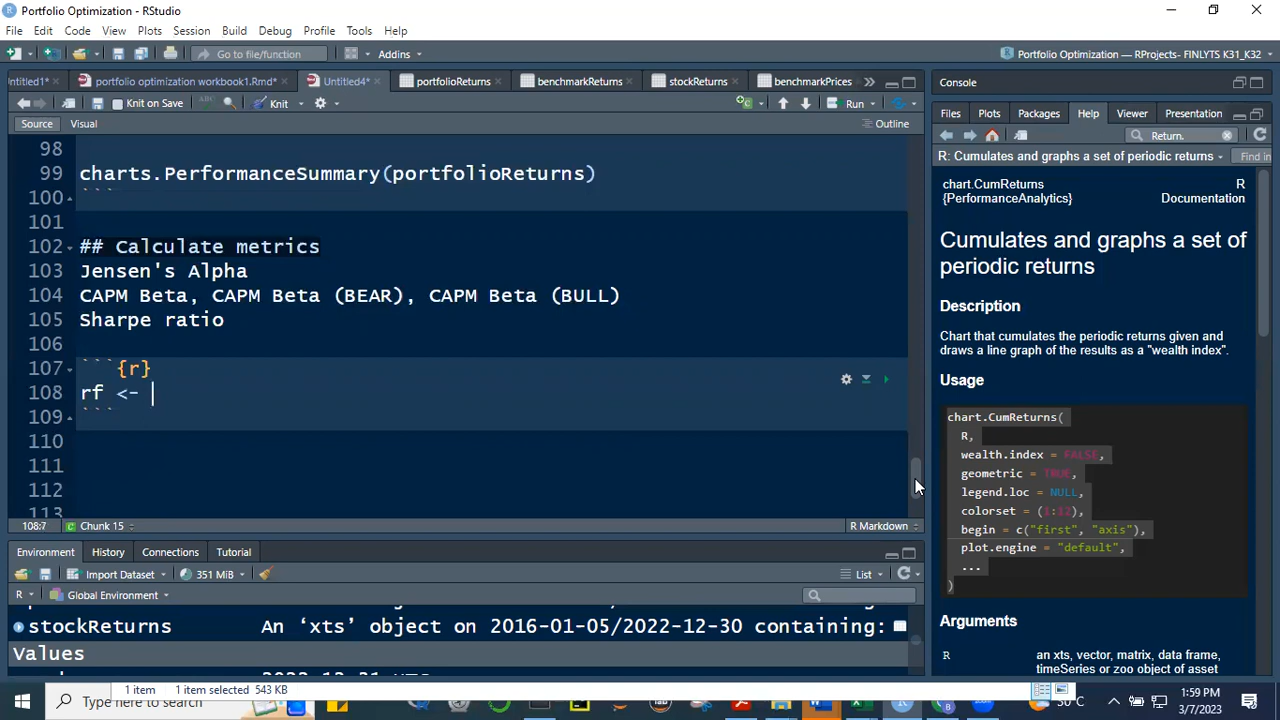 Portfolio Optimization - RStudio
File Edit Code View Plots Session Build Debug Profile Tools Help
Go to file/function Addins Portfolio Optimization — RProjects- FINLYTS K31_K32
Intitled1* portfolio optimization workbook1.Rmd* Untitled4* portfolioReturns benchmarkReturns stockReturns benchmarkPrices
Knit on Save ABC Knit Run
Source Visual Outline
98
99 charts.PerformanceSummary(portfolioReturns)
100 ```
101
102 ## Calculate metrics
103 Jensen's Alpha
104 CAPM Beta, CAPM Beta (BEAR), CAPM Beta (BULL)
105 Sharpe ratio
106
107 ```{r}
108 rf <-
109 ```
110
111
112
113
108:7 Chunk 15 R Markdown
Environment History Connections Tutorial
Import Dataset 351 MiB List
R Global Environment
stockReturns An ‘xts’ object on 2016-01-05/2022-12-30 containing:
Values
Console
Files Plots Packages Help Viewer Presentation
Return.
R: Cumulates and graphs a set of periodic returns Find in
chart.CumReturns R
{PerformanceAnalytics} Documentation
Cumulates and graphs a set of
periodic returns
Description
Chart that cumulates the periodic returns given and
draws a line graph of the results as a "wealth index".
Usage
chart.CumReturns(
R,
wealth.index = FALSE,
geometric = TRUE,
legend.loc = NULL,
colorset = (1:12),
begin = c("first", "axis"),
plot.engine = "default",
...
)
Arguments
R an xts, vector, matrix, data frame,
timeSeries or zoo object of asset
1 item 1 item selected 543 KB
Type here to search 30°C 1:59 PM
3/7/2023